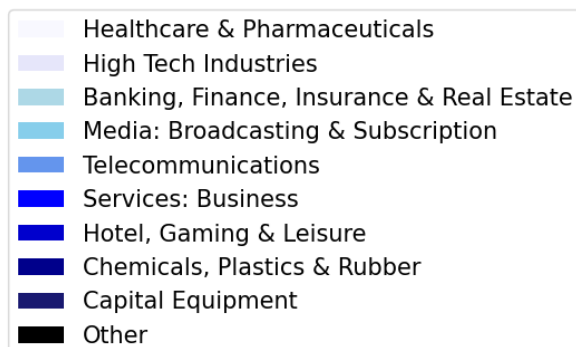 Healthcare & Pharmaceuticals
High Tech Industries
Banking, Finance, Insurance & Real Estate
Media: Broadcasting & Subscription
Telecommunications
Services: Business
Hotel, Gaming & Leisure
Chemicals, Plastics & Rubber
Capital Equipment
Other